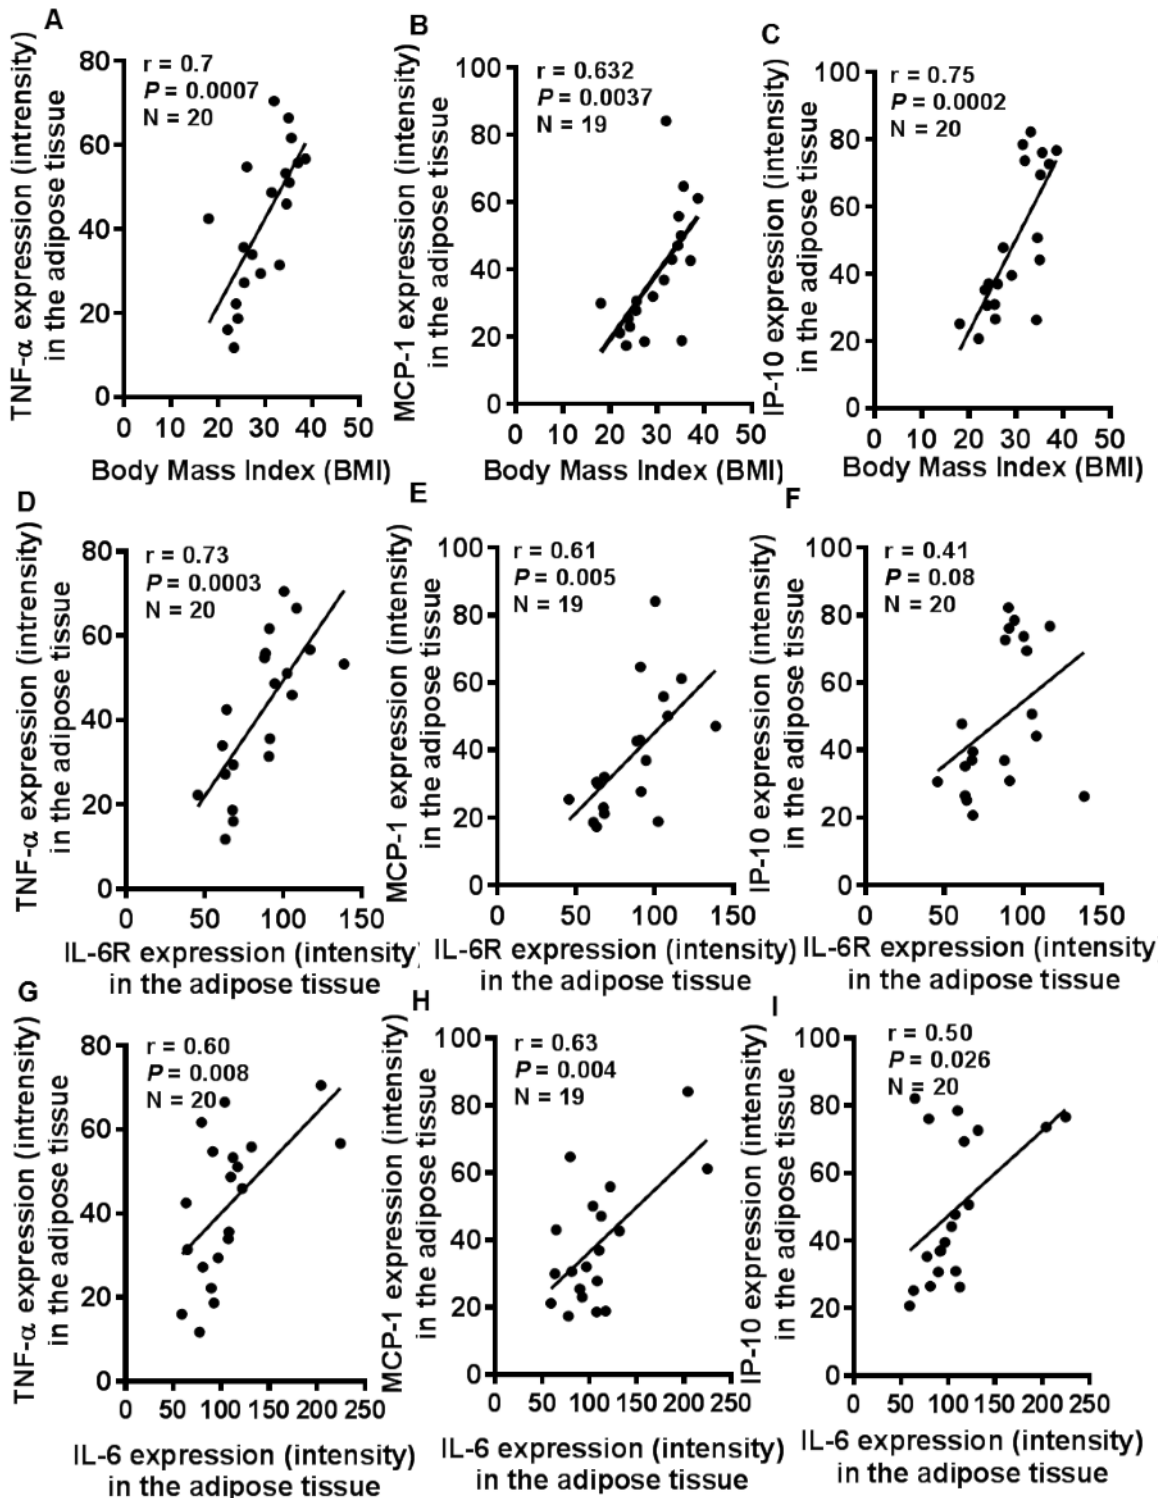 A
TNF-α expression (intrensity)
in the adipose tissue
r = 0.7
P = 0.0007
N = 20
80
60
40
20
0
0 10 20 30 40 50
Body Mass Index (BMI)
B
MCP-1 expression (intensity)
in the adipose tissue
r = 0.632
P = 0.0037
N = 19
100
80
60
40
20
0
0 10 20 30 40 50
Body Mass Index (BMI)
C
IP-10 expression (intensity)
in the adipose tissue
r = 0.75
P = 0.0002
N = 20
100
80
60
40
20
0
0 10 20 30 40 50
Body Mass Index (BMI)
D
TNF-α expression (intrensity)
in the adipose tissue
r = 0.73
P = 0.0003
N = 20
80
60
40
20
0
0 50 100 150
IL-6R expression (intensity)
in the adipose tissue
E
MCP-1 expression (intensity)
in the adipose tissue
r = 0.61
P = 0.005
N = 19
100
80
60
40
20
0
0 50 100 150
IL-6R expression (intensity)
in the adipose tissue
F
IP-10 expression (intensity)
in the adipose tissue
r = 0.41
P = 0.08
N = 20
100
80
60
40
20
0
0 50 100 150
IL-6R expression (intensity
in the adipose tissue
G
TNF-α expression (intrensity)
in the adipose tissue
r = 0.60
P = 0.008
N = 20
80
60
40
20
0
0 50 100 150 200 250
IL-6 expression (intensity)
in the adipose tissue
H
MCP-1 expression (intensity)
in the adipose tissue
r = 0.63
P = 0.004
N = 19
100
80
60
40
20
0
0 50 100 150 200 250
IL-6 expression (intensity)
in the adipose tissue
I
IP-10 expression (intensity)
in the adipose tissue
r = 0.50
P = 0.026
N = 20
100
80
60
40
20
0
0 50 100 150 200 250
IL-6 expression (intensity)
in the adipose tissue